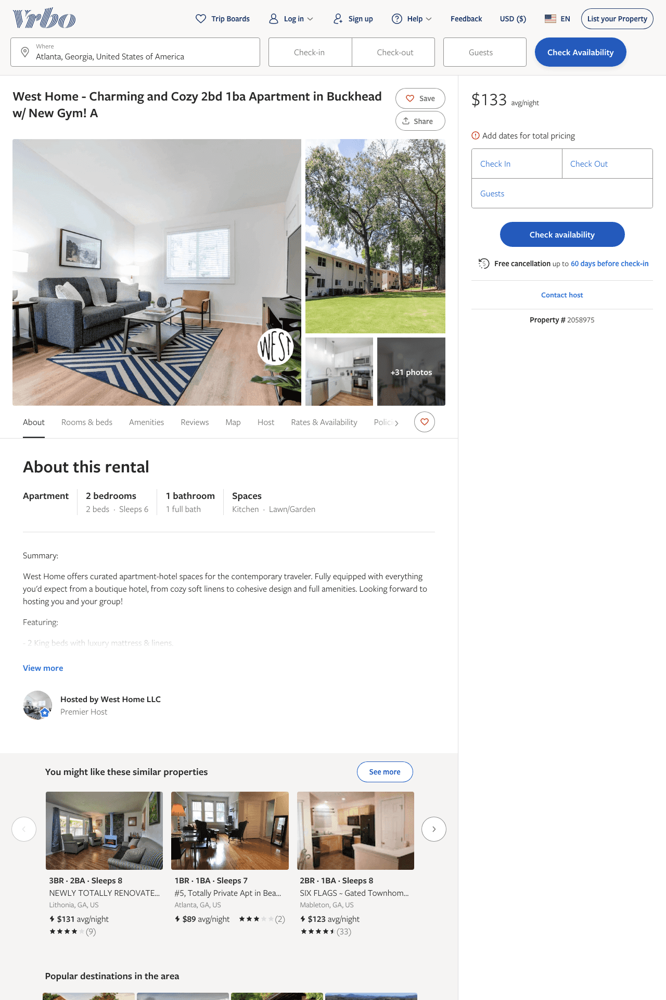 Vrbo
Trip Boards
Log in
Sign up
Help
Feedback
USD ($)
EN
List your Property
Where
Atlanta, Georgia, United States of America
Check-in
Check-out
Guests
Check Availability
West Home - Charming and Cozy 2bd 1ba Apartment in Buckhead
w/ New Gym! A
Save
Share
WEST
+31 photos
$133 avg/night
Add dates for total pricing
Check In
Check Out
Guests
Check availability
Free cancellation up to 60 days before check-in
Contact host
Property # 2058975
About
Rooms & beds
Amenities
Reviews
Map
Host
Rates & Availability
Polici
About this rental
Apartment
2 bedrooms
2 beds · Sleeps 6
1 bathroom
1 full bath
Spaces
Kitchen · Lawn/Garden
Summary:
West Home offers curated apartment-hotel spaces for the contemporary traveler. Fully equipped with everything
you'd expect from a boutique hotel, from cozy soft linens to cohesive design and full amenities. Looking forward to
hosting you and your group!
Featuring:
- 2 King beds with luxury mattress & linens.
View more
Hosted by West Home LLC
Premier Host
You might like these similar properties
See more
3BR · 2BA · Sleeps 8
NEWLY TOTALLY RENOVATE...
Lithonia, GA, US
$131 avg/night
(9)
1BR · 1BA · Sleeps 7
#5, Totally Private Apt in Bea...
Atlanta, GA, US
$89 avg/night
(2)
2BR · 1BA · Sleeps 8
SIX FLAGS ~ Gated Townhom...
Mableton, GA, US
$123 avg/night
(33)
Popular destinations in the area